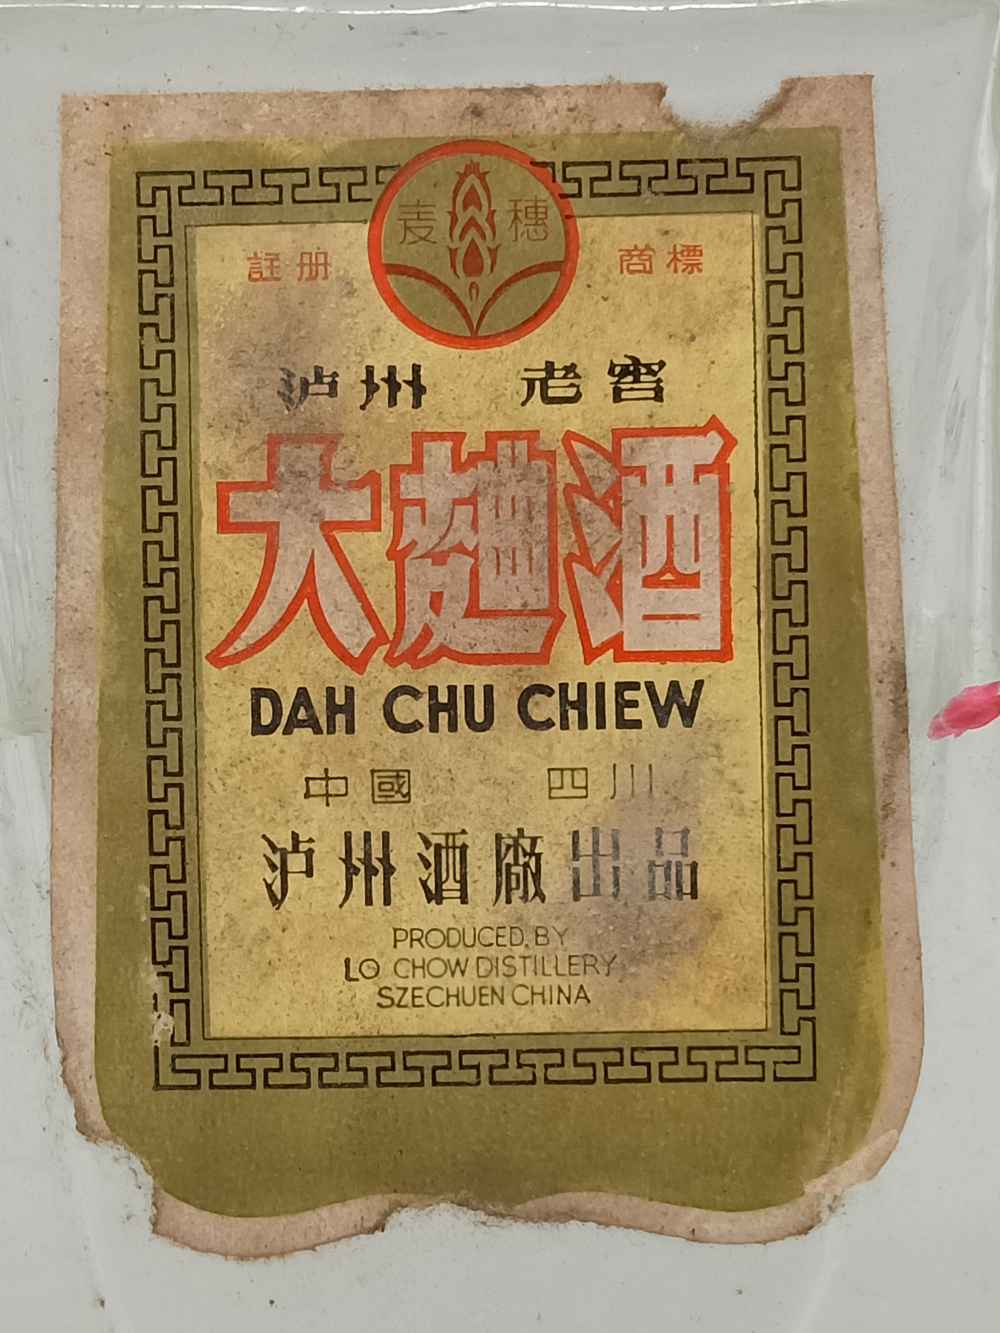 麦穗
註册 商標
泸州 老窖
大麯酒
DAH CHU CHIEW
中國 四川
泸州酒廠出品
PRODUCED BY
LO CHOW DISTILLERY
SZECHUEN CHINA